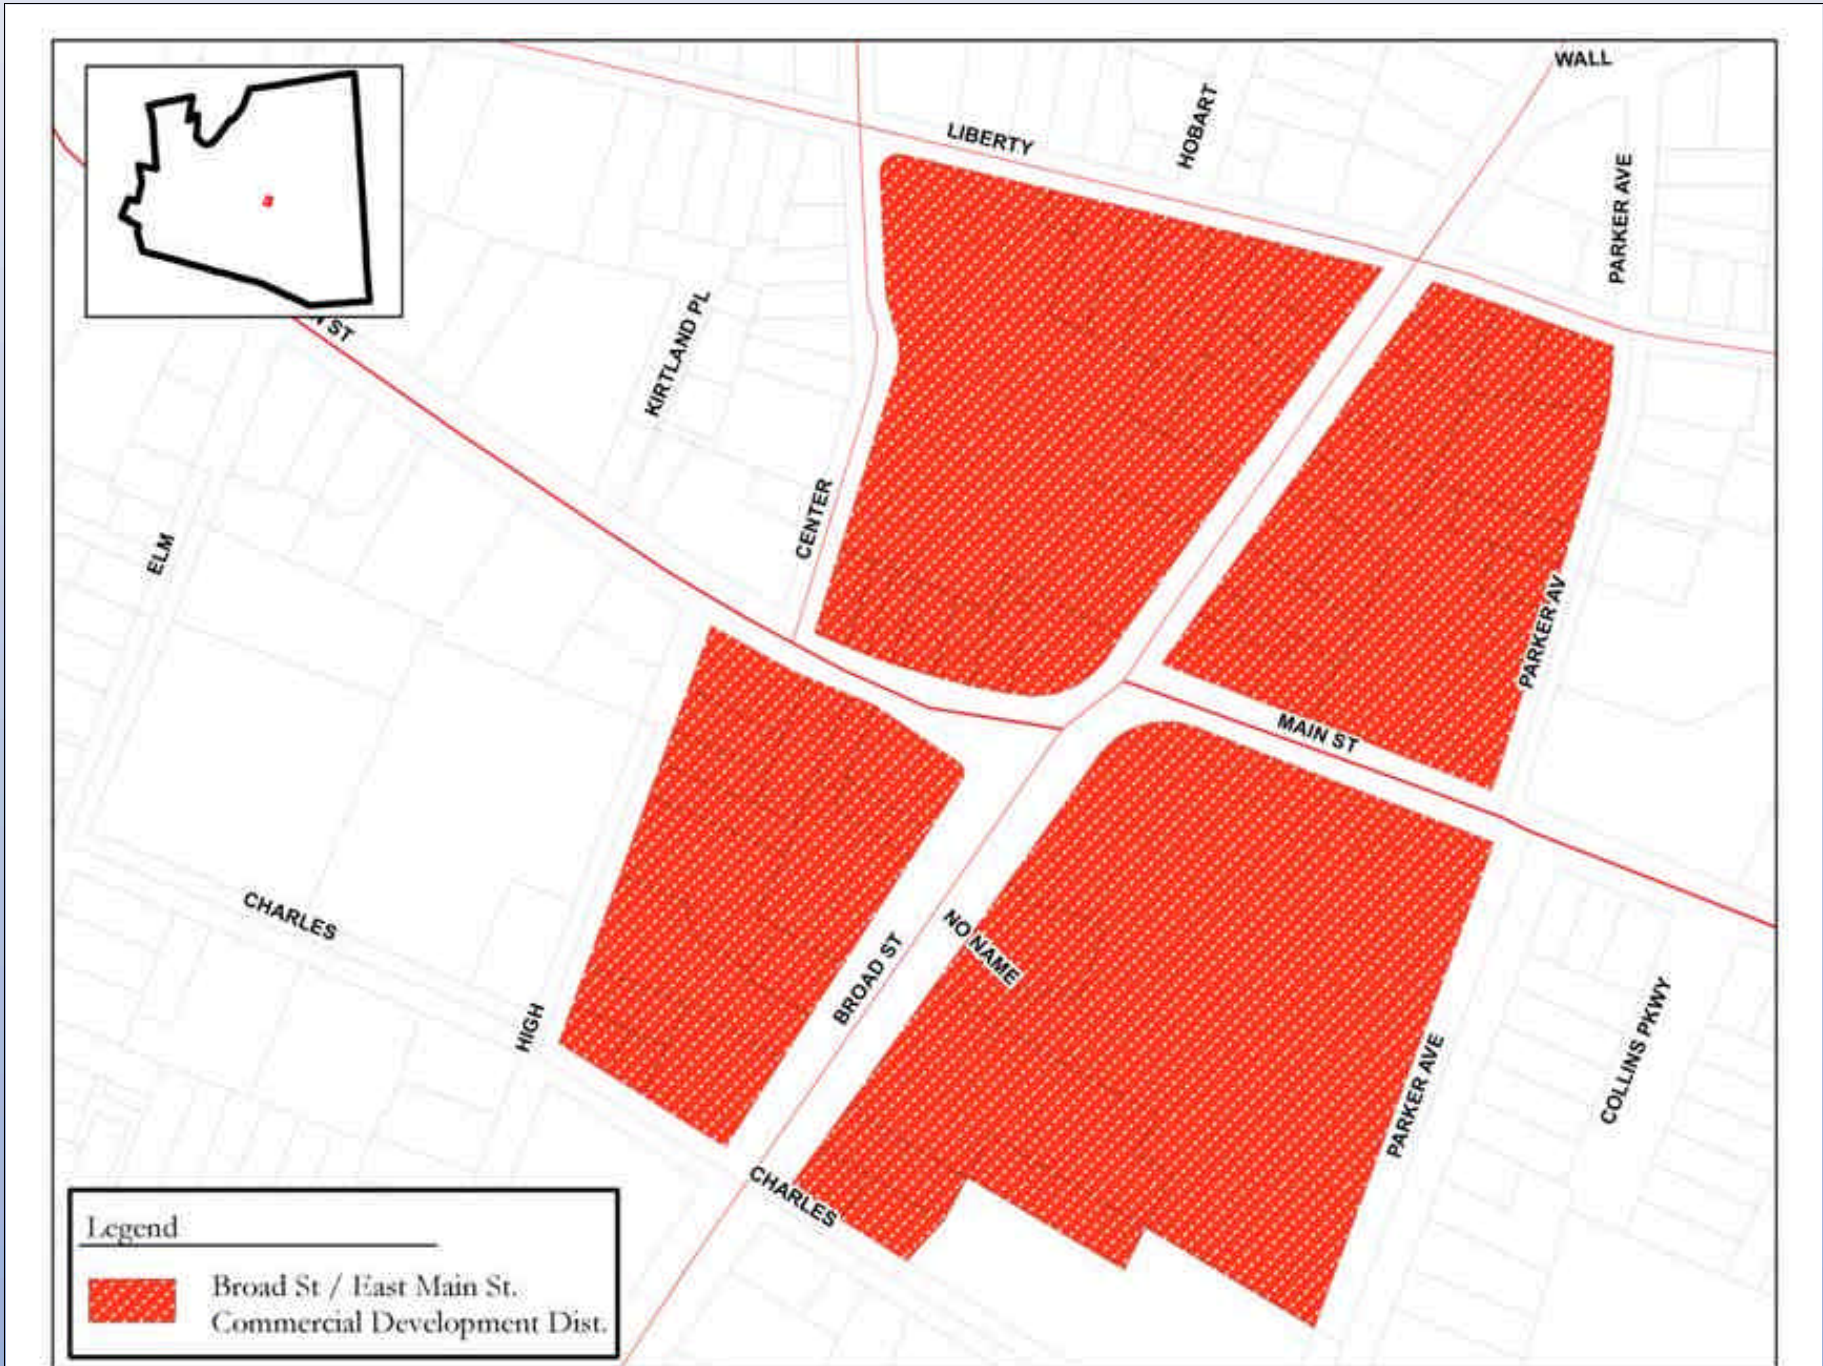 WALL
HOBART
LIBERTY
PARKER AVE
KIRTLAND PL
ST
CENTER
ELM
PARKER AV
MAIN ST
CHARLES
NO NAME
BROAD ST
HIGH
COLLINS PKWY
PARKER AVE
CHARLES
Legend
Broad St / East Main St.
Commercial Development Dist.